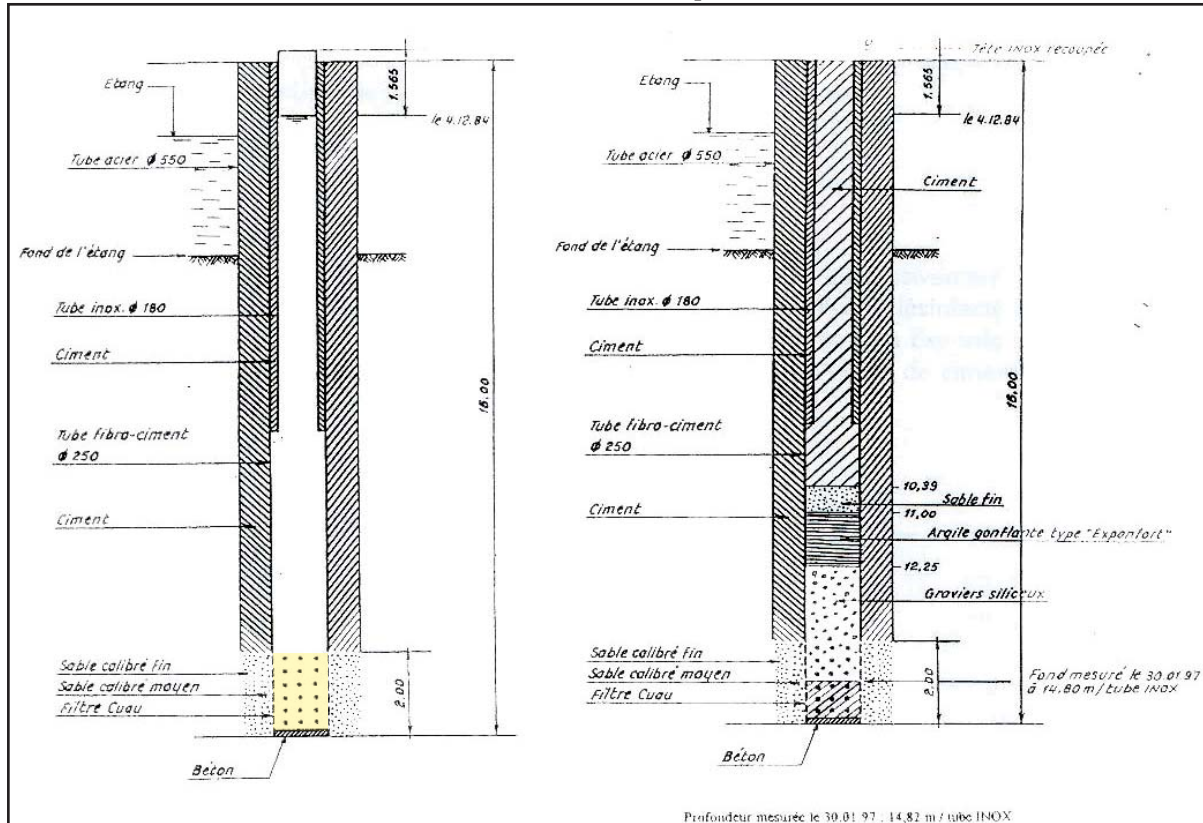 Etang
1.565
le 4.12.84
Tube acier ϕ 550
Fond de l'étang
Tube inox. ϕ 180
Ciment
16.00
Tube fibro-ciment
ϕ 250
Ciment
Sable calibré fin
Sable calibré moyen
Filtre Cuau
2.00
Béton
Tête INOX recoupée
Etang
1.565
le 4.12.84
Tube acier ϕ 550
Ciment
Fond de l'étang
Tube inox. ϕ 180
Ciment
de ciment
16.00
Tube fibro-ciment
ϕ 250
10,39
Sable fin
11,00
Ciment
Argile gonflante type "Expanfort"
12,25
Graviers siliceux
Sable calibré fin
Sable calibré moyen
Filtre Cuau
2.00
Fond mesuré le 30.01 97
à 14.80 m / tube INOX
Béton
Profondeur mesurée le 30.01 97 : 14,82 m / tube INOX